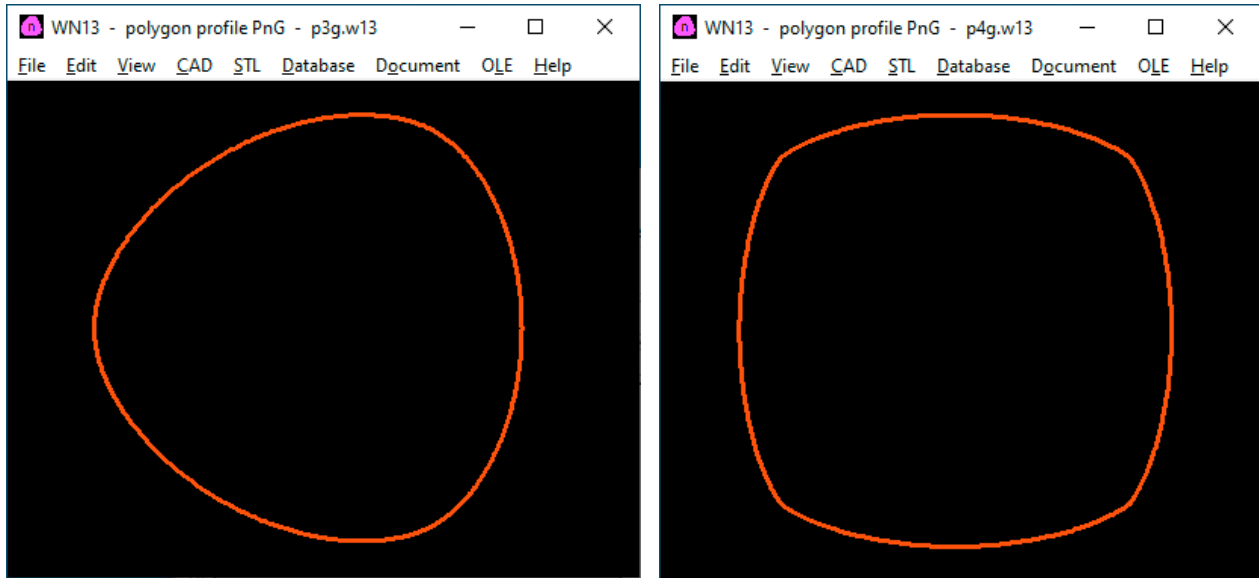 n WN13 - polygon profile PnG - p3g.w13
File Edit View CAD STL Database Document OLE Help
n WN13 - polygon profile PnG - p4g.w13
File Edit View CAD STL Database Document OLE Help